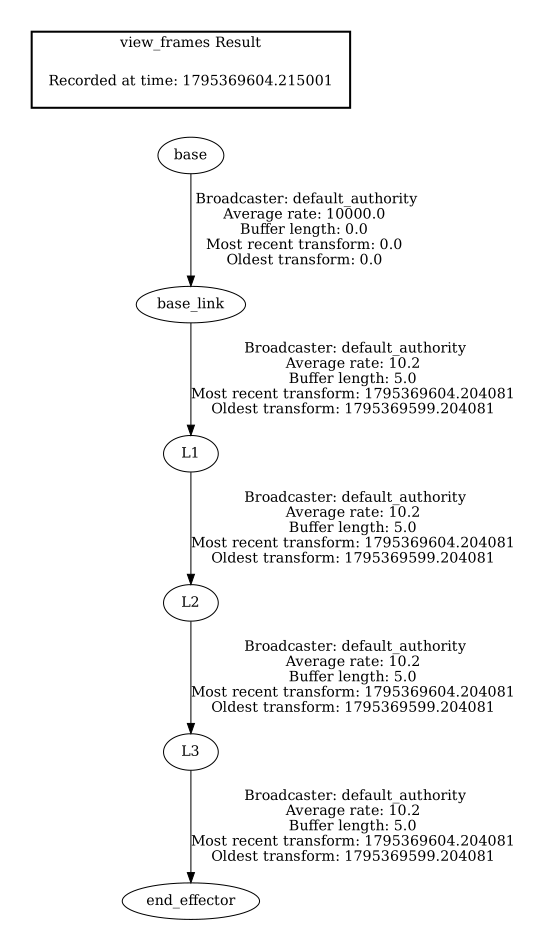 view_frames Result
Recorded at time: 1795369604.215001
base
Broadcaster: default_authority
Average rate: 10000.0
Buffer length: 0.0
Most recent transform: 0.0
Oldest transform: 0.0
base_link
Broadcaster: default_authority
Average rate: 10.2
Buffer length: 5.0
Most recent transform: 1795369604.204081
Oldest transform: 1795369599.204081
L1
Broadcaster: default_authority
Average rate: 10.2
Buffer length: 5.0
Most recent transform: 1795369604.204081
Oldest transform: 1795369599.204081
L2
Broadcaster: default_authority
Average rate: 10.2
Buffer length: 5.0
Most recent transform: 1795369604.204081
Oldest transform: 1795369599.204081
L3
Broadcaster: default_authority
Average rate: 10.2
Buffer length: 5.0
Most recent transform: 1795369604.204081
Oldest transform: 1795369599.204081
end_effector